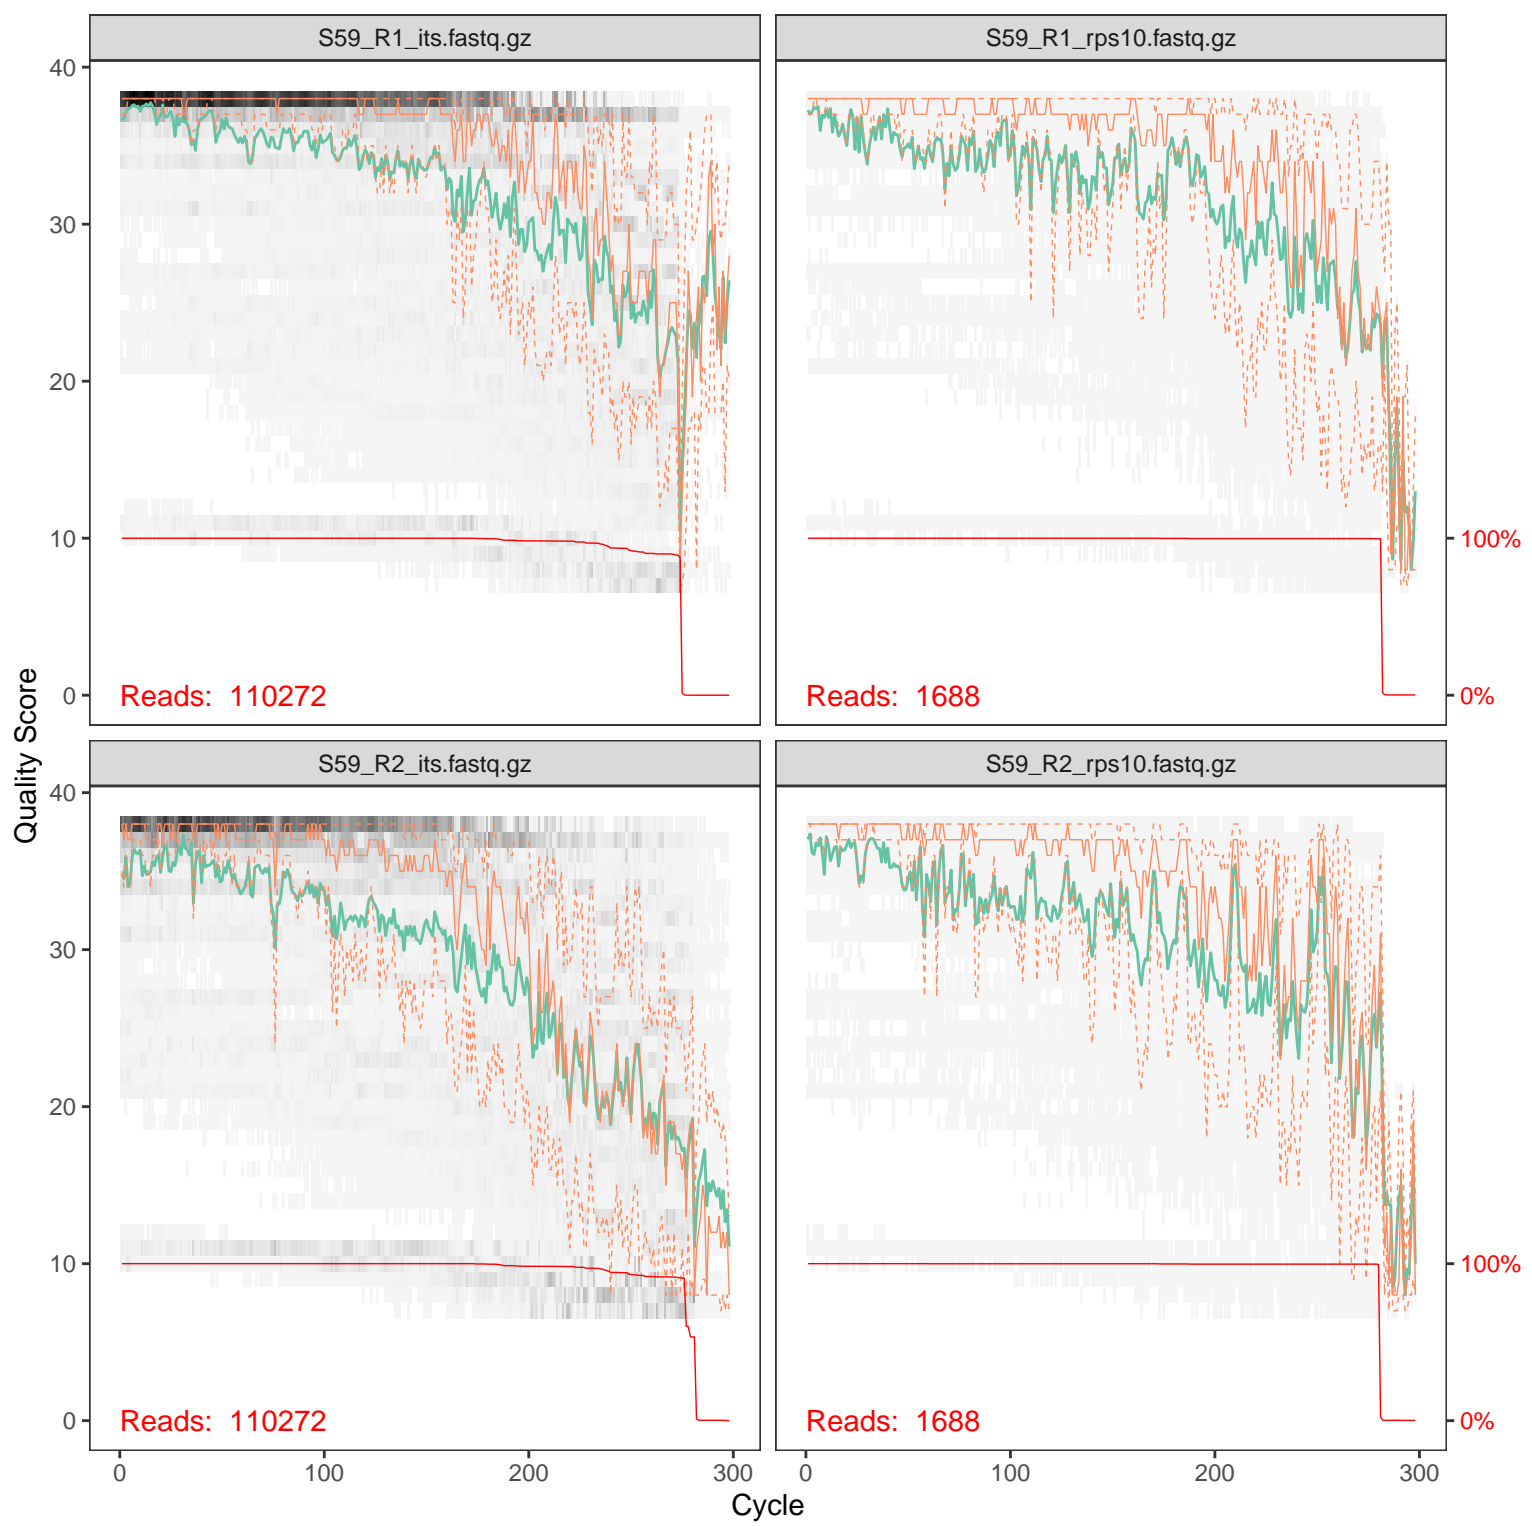 S59_R1_its.fastq.gz
S59_R1_rps10.fastq.gz
40
30
20
10
0
100%
0%
Reads: 110272
Reads: 1688
Quality Score
S59_R2_its.fastq.gz
S59_R2_rps10.fastq.gz
40
30
20
10
0
100%
0%
Reads: 110272
Reads: 1688
0
100
200
300
0
100
200
300
Cycle